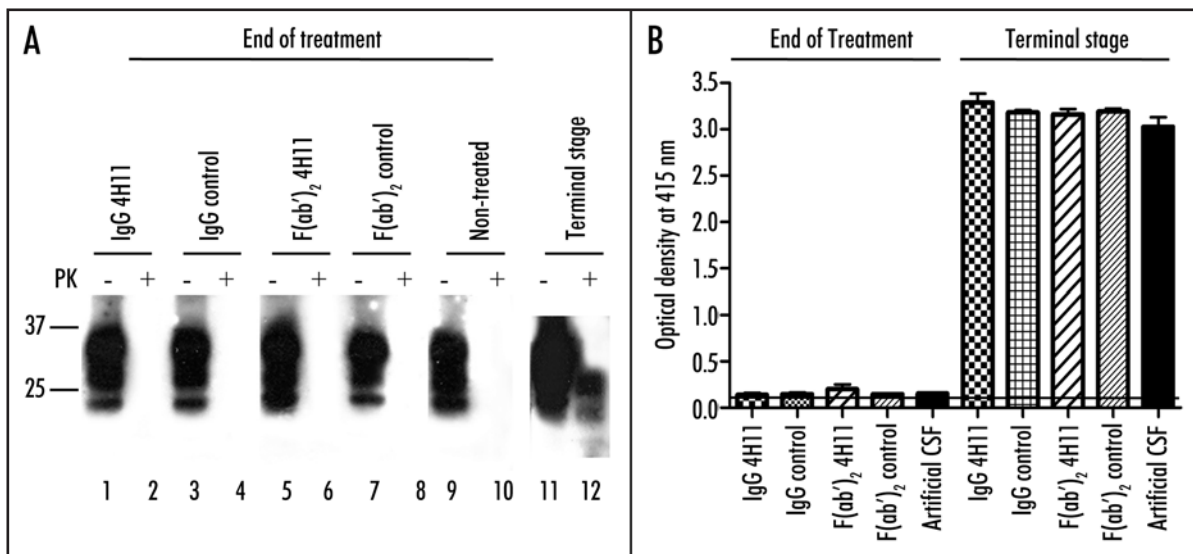 A
End of treatment
IgG 4H11
IgG control
F(ab’)₂ 4H11
F(ab’)₂ control
Non-treated
Terminal stage
PK - + - + - + - + - + - +
37
25
1 2 3 4 5 6 7 8 9 10 11 12
B
End of Treatment
Terminal stage
Optical density at 415 nm
3.5
3.0
2.5
2.0
1.5
1.0
0.5
0.0
IgG 4H11
IgG control
F(ab’)₂ 4H11
F(ab’)₂ control
Artificial CSF
IgG 4H11
IgG control
F(ab’)₂ 4H11
F(ab’)₂ control
Artificial CSF